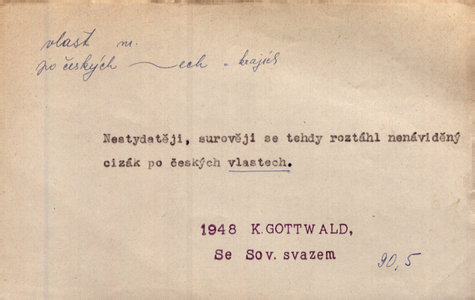 vlast
po českých ech krajích
Nestydatěji, surověji se tehdy roztáhl nenáviděný
cizák po českých vlastech.
1948 K.GOTTWALD,
Se Sov. svazem
90,5